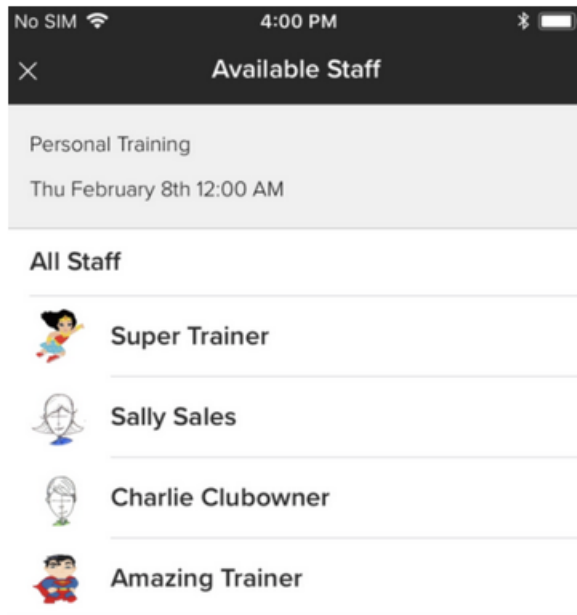 No SIM 4:00 PM
Available Staff
Personal Training
Thu February 8th 12:00 AM
All Staff
Super Trainer
Sally Sales
Charlie Clubowner
Amazing Trainer